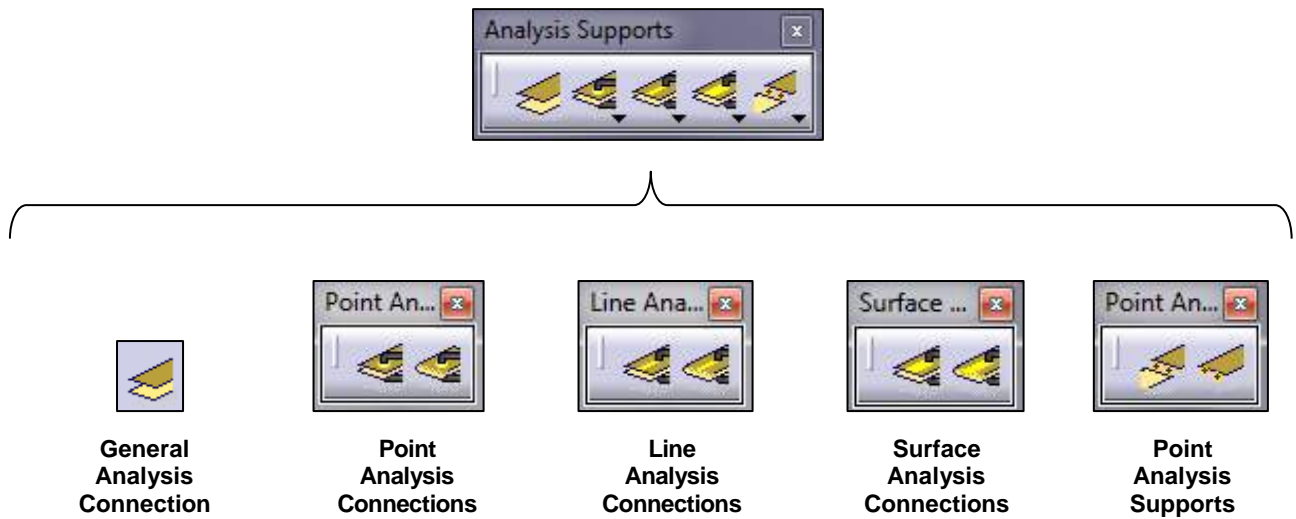 Analysis Supports
Point An...
Line Ana...
Surface ...
Point An...
General
Analysis
Connection
Point
Analysis
Connections
Line
Analysis
Connections
Surface
Analysis
Connections
Point
Analysis
Supports